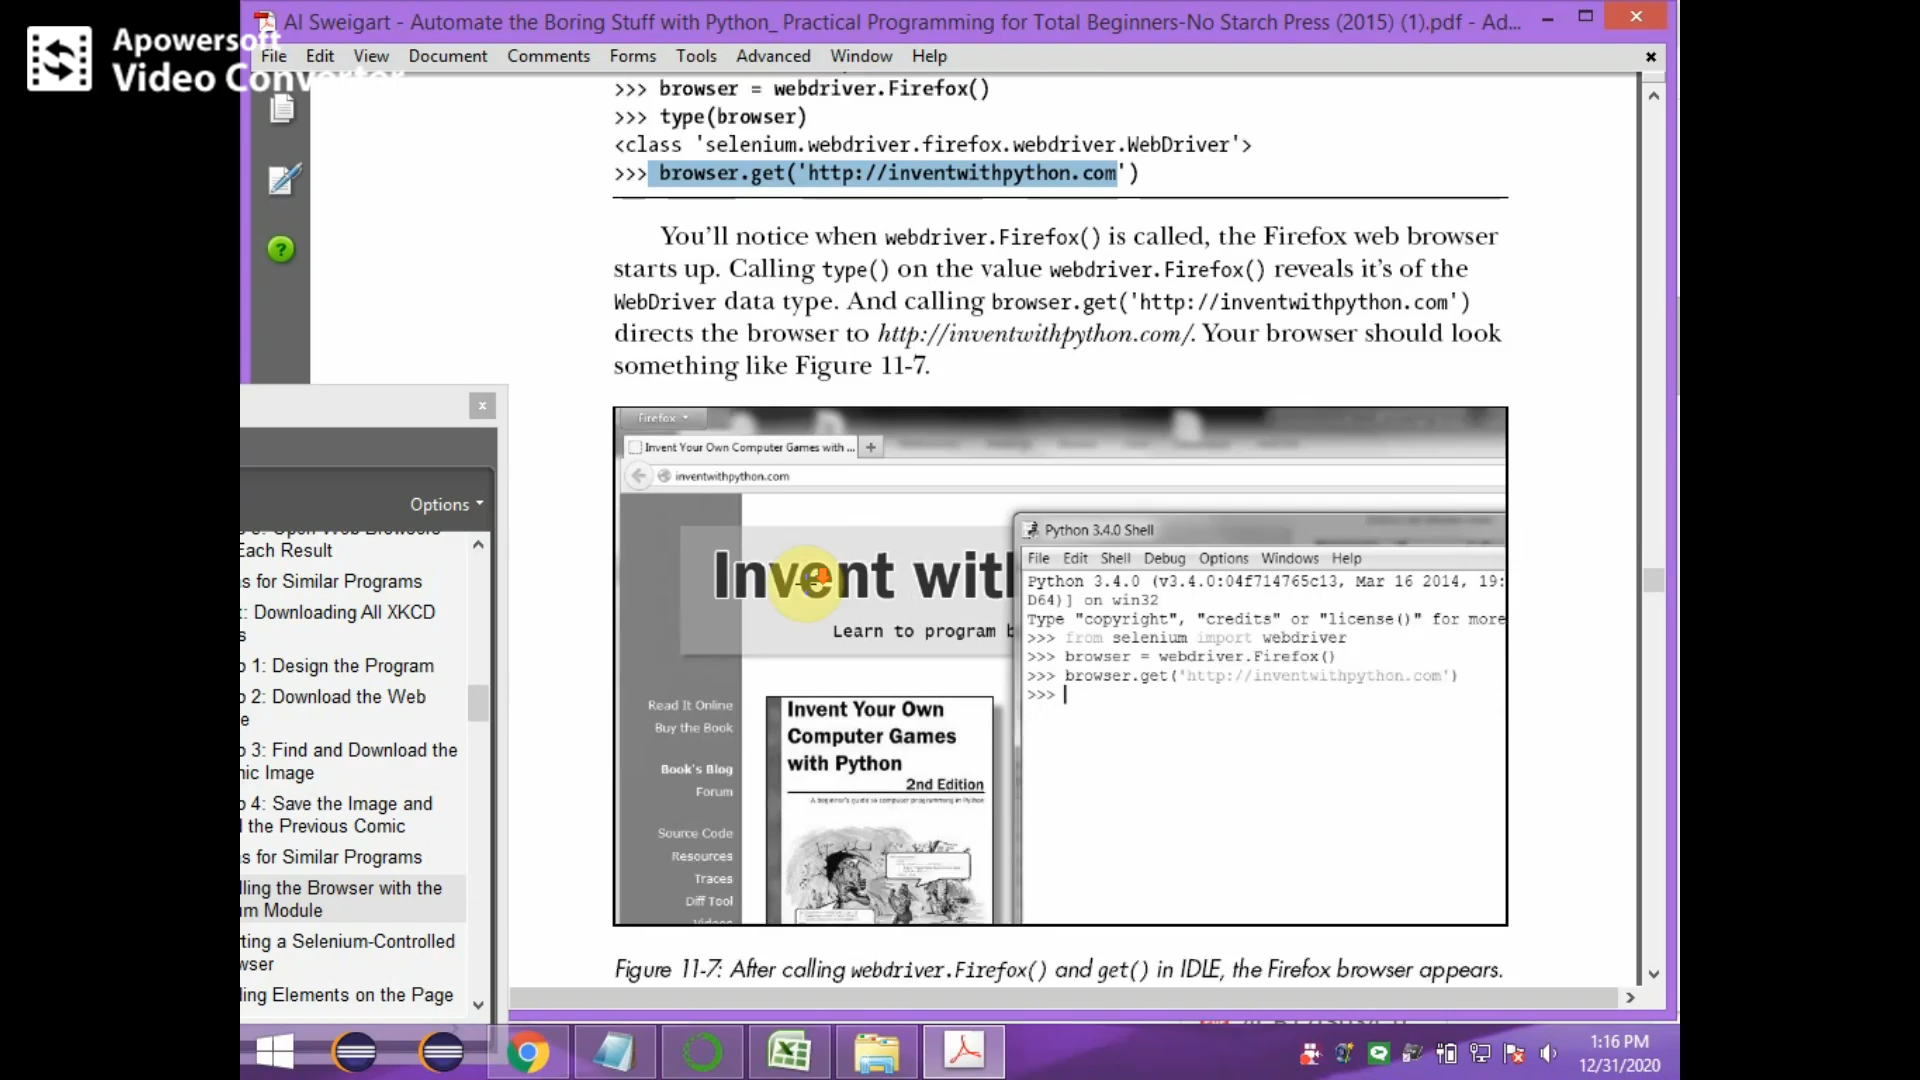 Apowersoft
Video Converter
Al Sweigart - Automate the Boring Stuff with Python_ Practical Programming for Total Beginners-No Starch Press (2015) (1).pdf - Ad...
File Edit View Document Comments Forms Tools Advanced Window Help
>>> browser = webdriver.Firefox()
>>> type(browser)
<class 'selenium.webdriver.firefox.webdriver.WebDriver'>
>>> browser.get('http://inventwithpython.com')
You'll notice when webdriver.Firefox() is called, the Firefox web browser
starts up. Calling type() on the value webdriver.Firefox() reveals it's of the
WebDriver data type. And calling browser.get('http://inventwithpython.com')
directs the browser to http://inventwithpython.com/. Your browser should look
something like Figure 11-7.
Options
Each Result
s for Similar Programs
: Downloading All XKCD
s
1: Design the Program
2: Download the Web
e
3: Find and Download the
nic Image
4: Save the Image and
the Previous Comic
s for Similar Programs
lling the Browser with the
m Module
ting a Selenium-Controlled
wser
ling Elements on the Page
Firefox
Invent Your Own Computer Games with ...
inventwithpython.com
Invent with
Learn to program b
Read It Online
Buy the Book
Book's Blog
Forum
Source Code
Resources
Traces
Diff Tool
Invent Your Own
Computer Games
with Python
2nd Edition
A beginner's guide to computer programming in Python
Python 3.4.0 Shell
File Edit Shell Debug Options Windows Help
Python 3.4.0 (v3.4.0:04f714765c13, Mar 16 2014, 19:
D64)] on win32
Type "copyright", "credits" or "license()" for more
>>> from selenium import webdriver
>>> browser = webdriver.Firefox()
>>> browser.get('http://inventwithpython.com')
>>>
Figure 11-7: After calling webdriver.Firefox() and get() in IDLE, the Firefox browser appears.
1:16 PM
12/31/2020